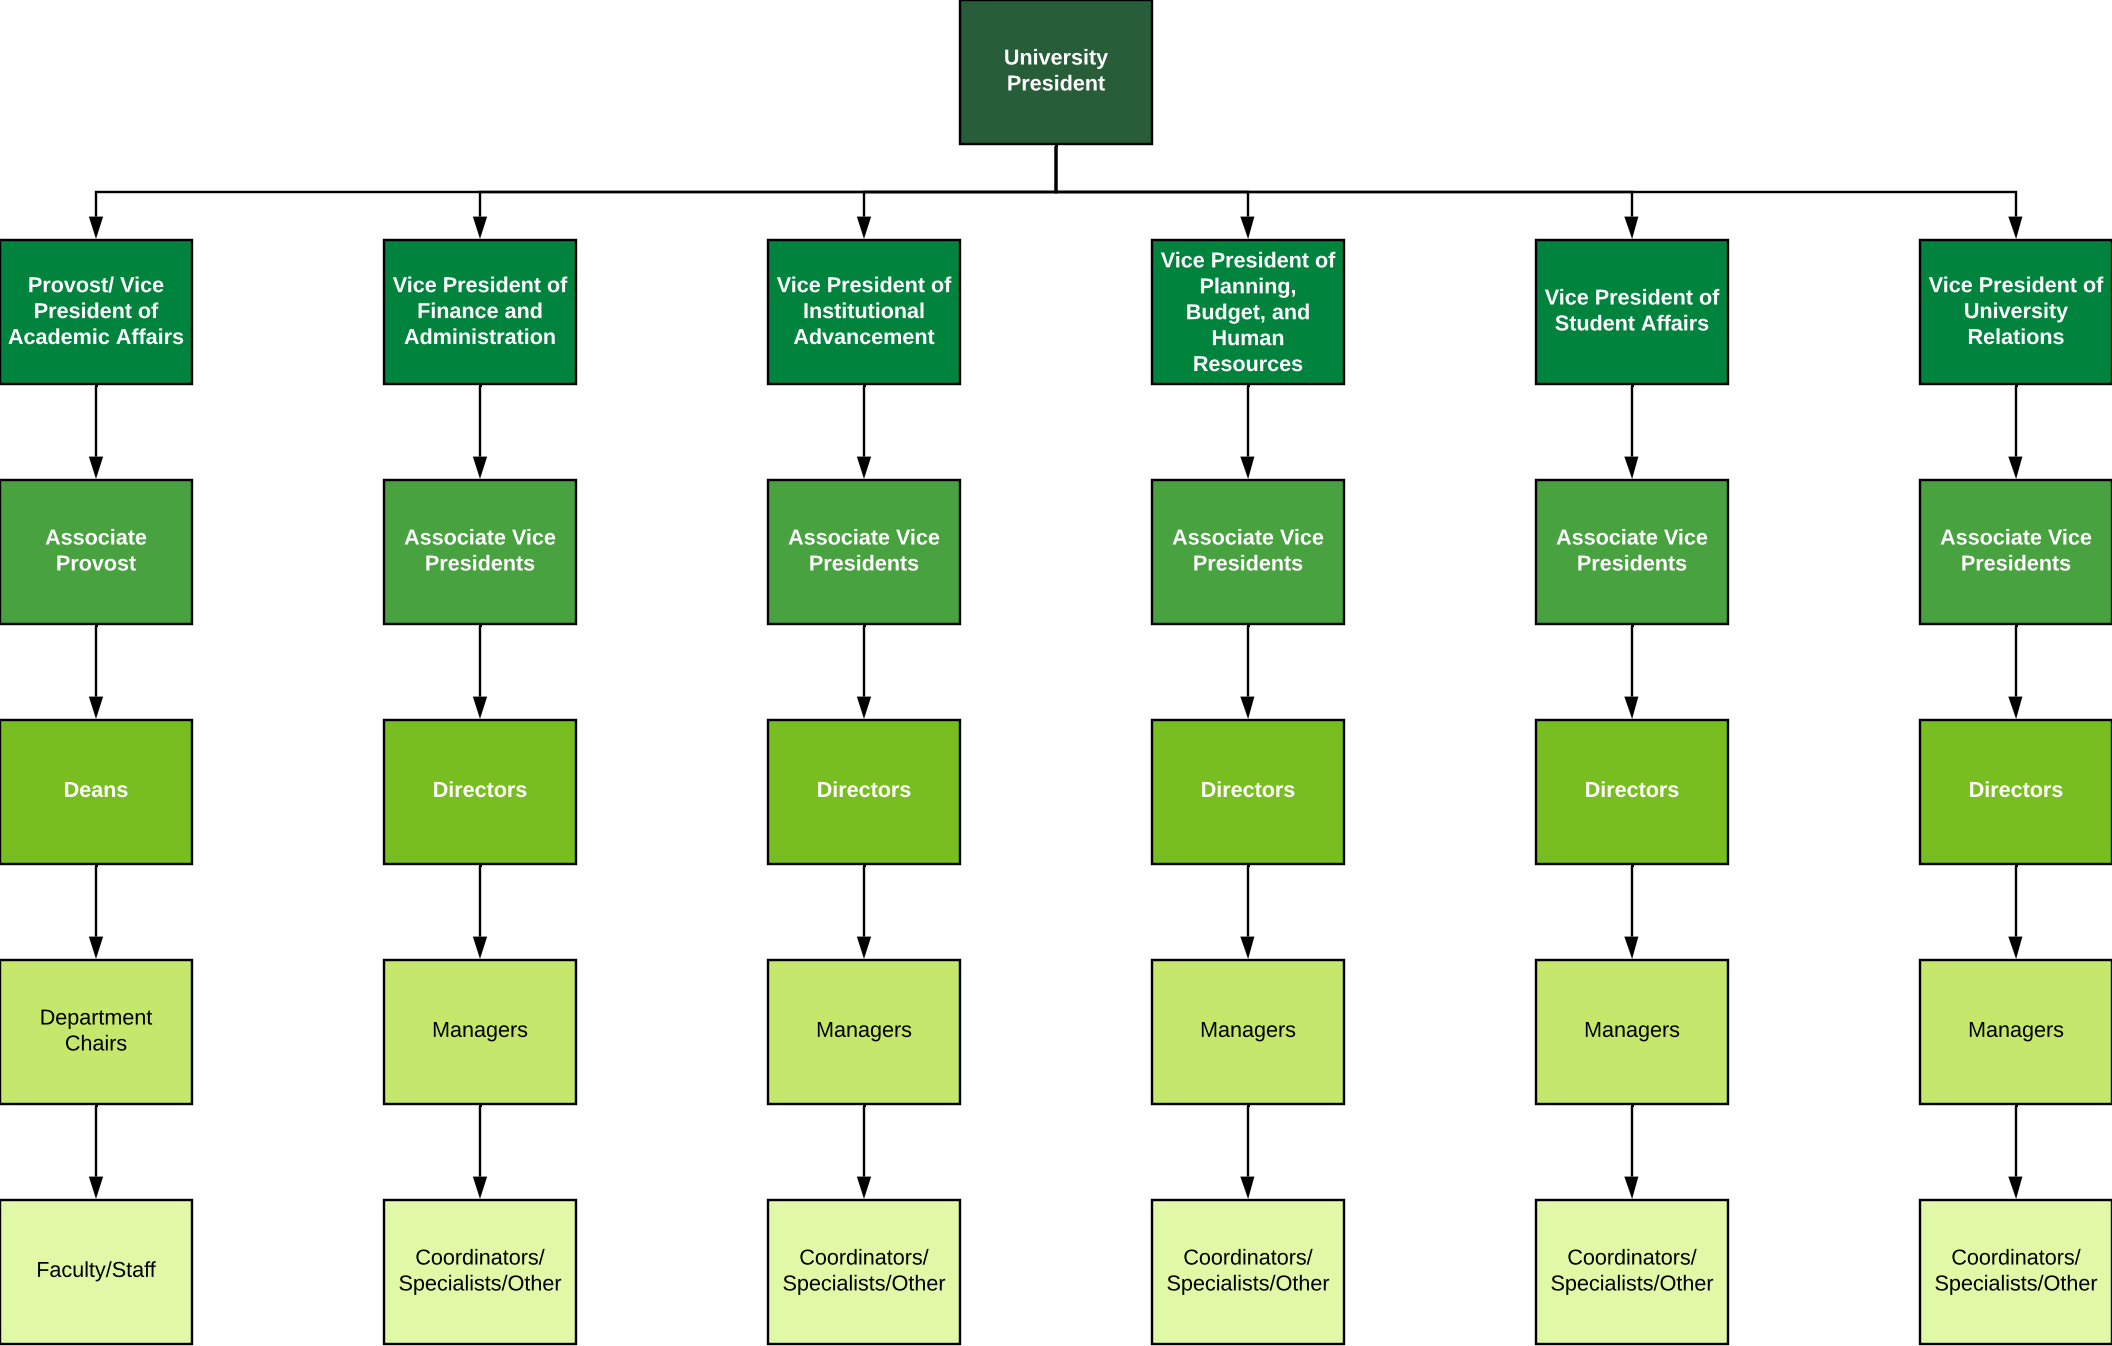 University
President
Provost/ Vice
President of
Academic Affairs
Vice President of
Finance and
Administration
Vice President of
Institutional
Advancement
Vice President of
Planning,
Budget, and
Human
Resources
Vice President of
Student Affairs
Vice President of
University
Relations
Associate
Provost
Associate Vice
Presidents
Associate Vice
Presidents
Associate Vice
Presidents
Associate Vice
Presidents
Associate Vice
Presidents
Deans
Directors
Directors
Directors
Directors
Directors
Department
Chairs
Managers
Managers
Managers
Managers
Managers
Faculty/Staff
Coordinators/
Specialists/Other
Coordinators/
Specialists/Other
Coordinators/
Specialists/Other
Coordinators/
Specialists/Other
Coordinators/
Specialists/Other